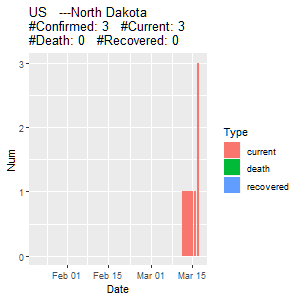 US   ---North Dakota
#Confirmed: 3   #Current: 3
#Death: 0   #Recovered: 0
3
2
1
0
Num
Feb 01
Feb 15
Mar 01
Mar 15
Date
Type
current
death
recovered